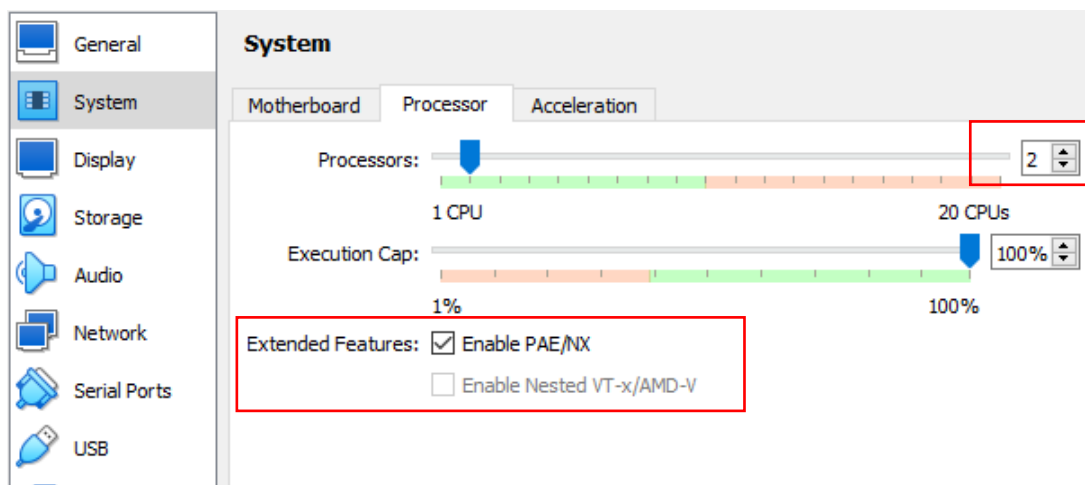 General
System
Display
Storage
Audio
Network
Serial Ports
USB
System
Motherboard Processor Acceleration
Processors: 2
1 CPU 20 CPUs
Execution Cap: 100%
1% 100%
Extended Features: Enable PAE/NX
Enable Nested VT-x/AMD-V